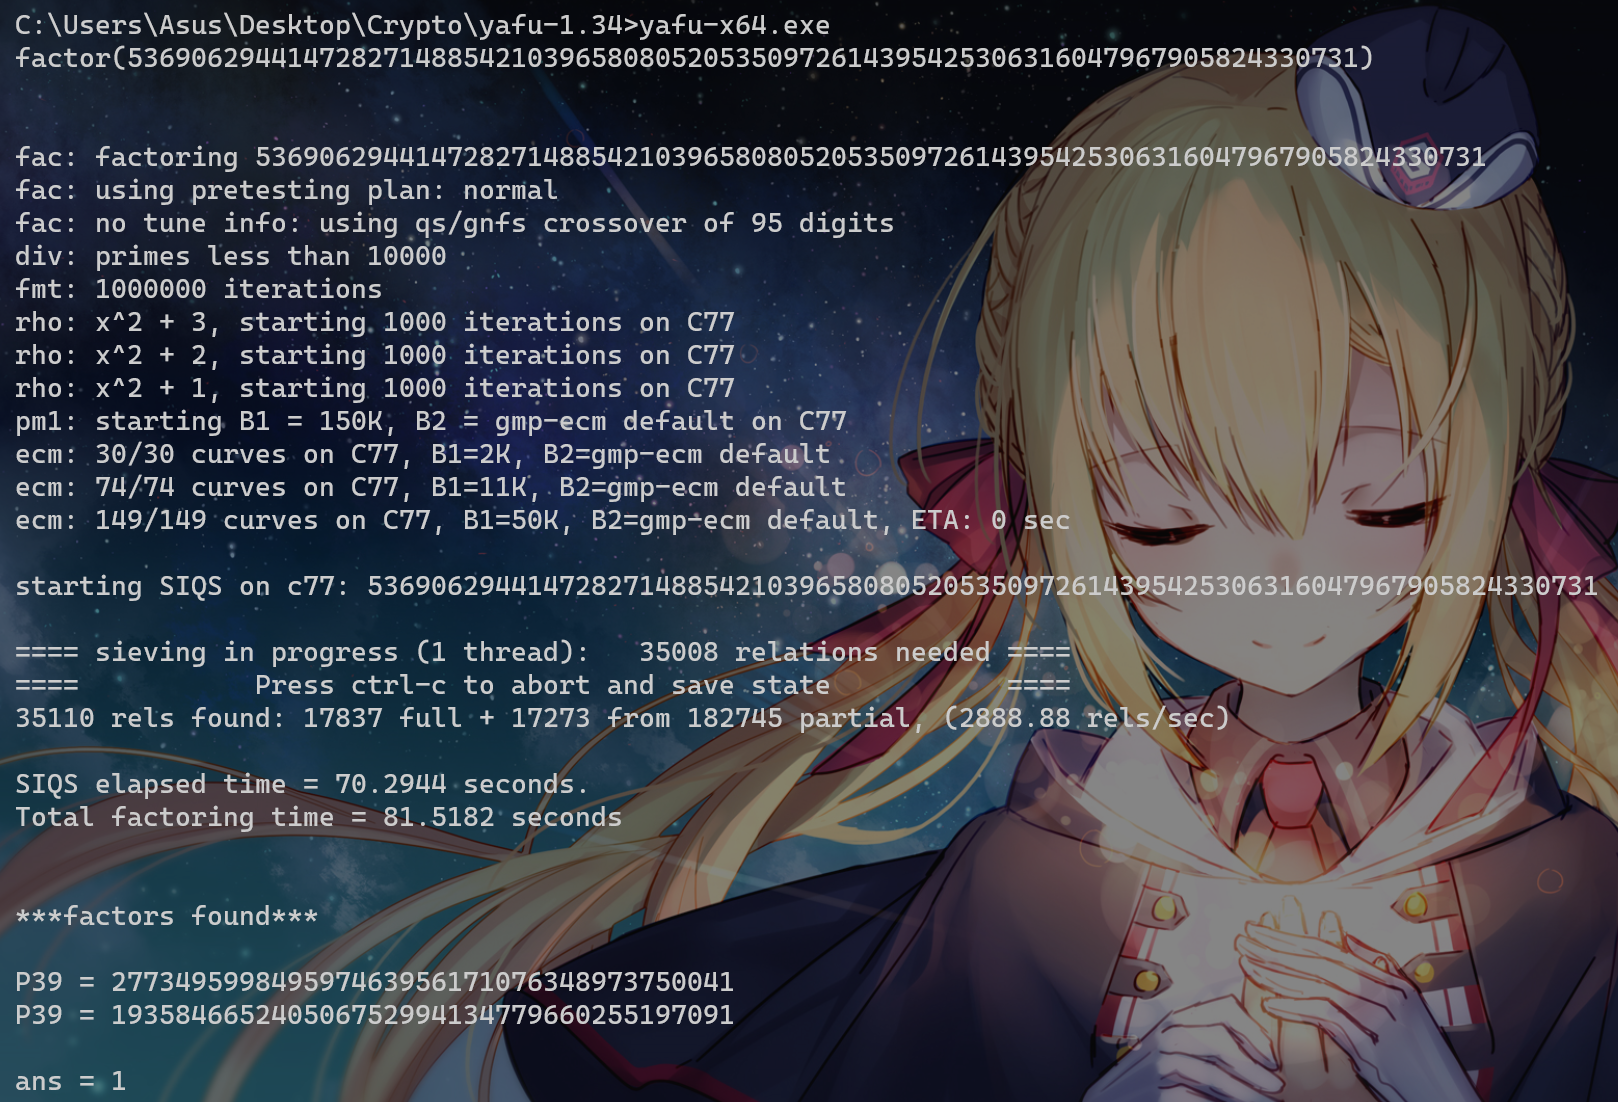 C:\Users\Asus\Desktop\Crypto\yafu-1.34>yafu-x64.exe
factor(53690629441472827148854210396580805205350972614395425306316047967905824330731)
fac: factoring 53690629441472827148854210396580805205350972614395425306316047967905824330731
fac: using pretesting plan: normal
fac: no tune info: using qs/gnfs crossover of 95 digits
div: primes less than 10000
fmt: 1000000 iterations
rho: x^2 + 3, starting 1000 iterations on C77
rho: x^2 + 2, starting 1000 iterations on C77
rho: x^2 + 1, starting 1000 iterations on C77
pm1: starting B1 = 150K, B2 = gmp-ecm default on C77
ecm: 30/30 curves on C77, B1=2K, B2=gmp-ecm default
ecm: 74/74 curves on C77, B1=11K, B2=gmp-ecm default
ecm: 149/149 curves on C77, B1=50K, B2=gmp-ecm default, ETA: 0 sec
starting SIQS on c77: 53690629441472827148854210396580805205350972614395425306316047967905824330731
==== sieving in progress (1 thread):   35008 relations needed ====
====           Press ctrl-c to abort and save state           ====
35110 rels found: 17837 full + 17273 from 182745 partial, (2888.88 rels/sec)
SIQS elapsed time = 70.2944 seconds.
Total factoring time = 81.5182 seconds
***factors found***
P39 = 277349599849597463956171076348973750041
P39 = 193584665240506752994134779660255197091
ans = 1